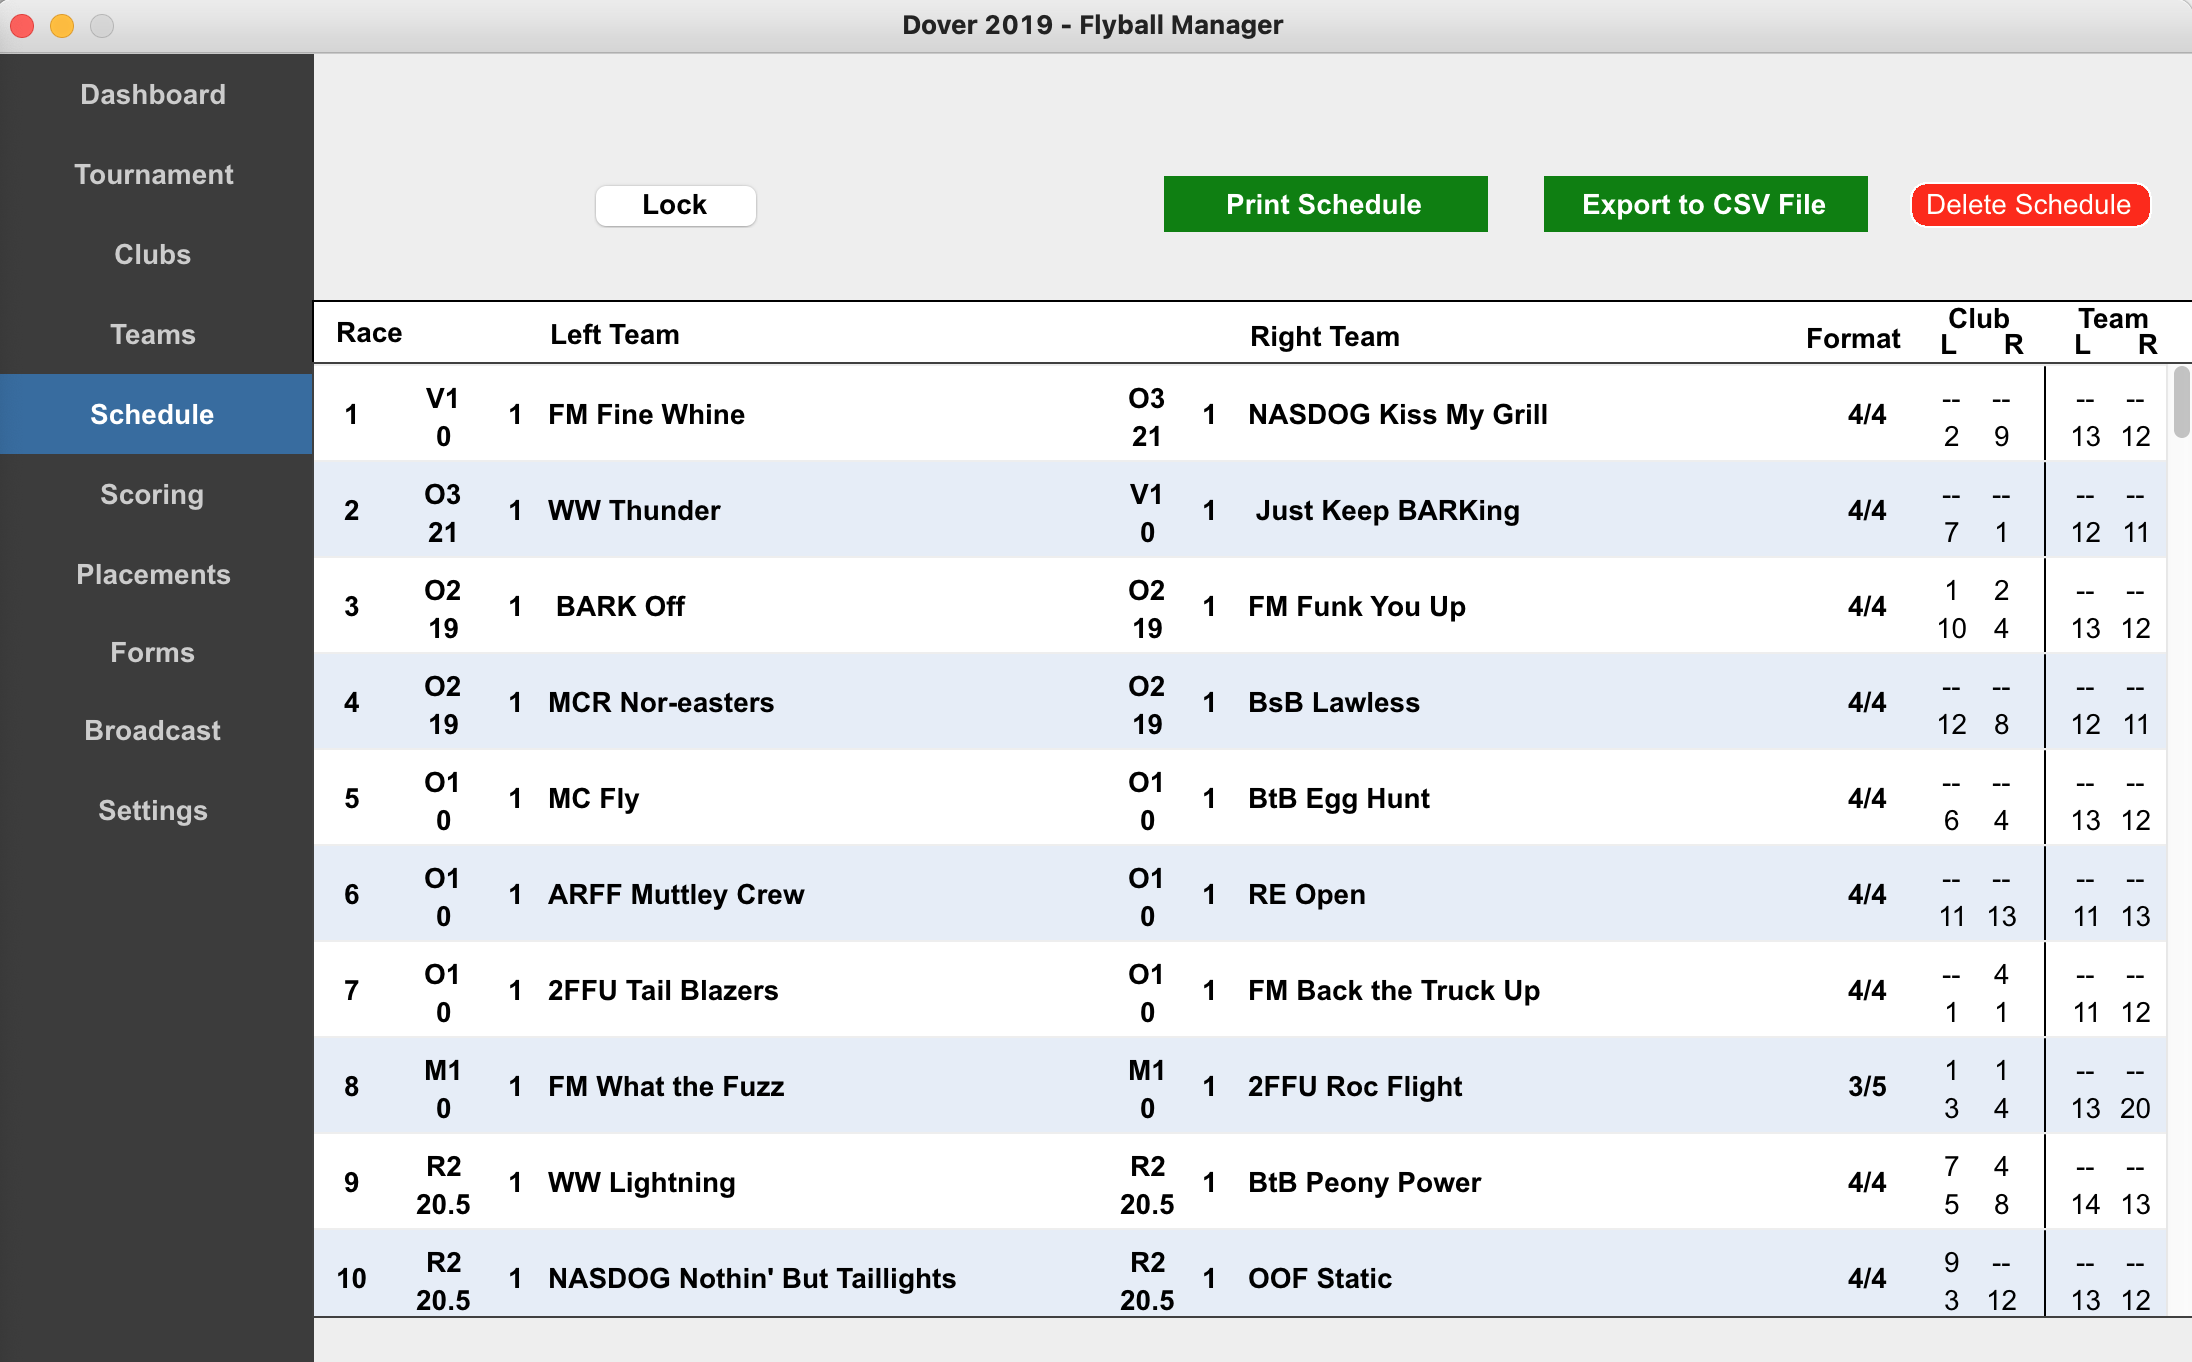 Dover 2019 - Flyball Manager
Dashboard
Tournament
Clubs
Teams
Schedule
Scoring
Placements
Forms
Broadcast
Settings
Lock Print Schedule Export to CSV File Delete Schedule
Race Left Team Right Team Format Club L R Team L R
1 V1 0 1 FM Fine Whine O3 21 1 NASDOG Kiss My Grill 4/4 -- -- 2 9 -- -- 13 12
2 O3 21 1 WW Thunder V1 0 1 Just Keep BARKing 4/4 -- -- 7 1 -- -- 12 11
3 O2 19 1 BARK Off O2 19 1 FM Funk You Up 4/4 1 2 10 4 -- -- 13 12
4 O2 19 1 MCR Nor-easters O2 19 1 BsB Lawless 4/4 -- -- 12 8 -- -- 12 11
5 O1 0 1 MC Fly O1 0 1 BtB Egg Hunt 4/4 -- -- 6 4 -- -- 13 12
6 O1 0 1 ARFF Muttley Crew O1 0 1 RE Open 4/4 -- -- 11 13 -- -- 11 13
7 O1 0 1 2FFU Tail Blazers O1 0 1 FM Back the Truck Up 4/4 -- 4 1 1 -- -- 11 12
8 M1 0 1 FM What the Fuzz M1 0 1 2FFU Roc Flight 3/5 1 1 3 4 -- -- 13 20
9 R2 20.5 1 WW Lightning R2 20.5 1 BtB Peony Power 4/4 7 4 5 8 -- -- 14 13
10 R2 20.5 1 NASDOG Nothin' But Taillights R2 20.5 1 OOF Static 4/4 9 -- 3 12 -- -- 13 12